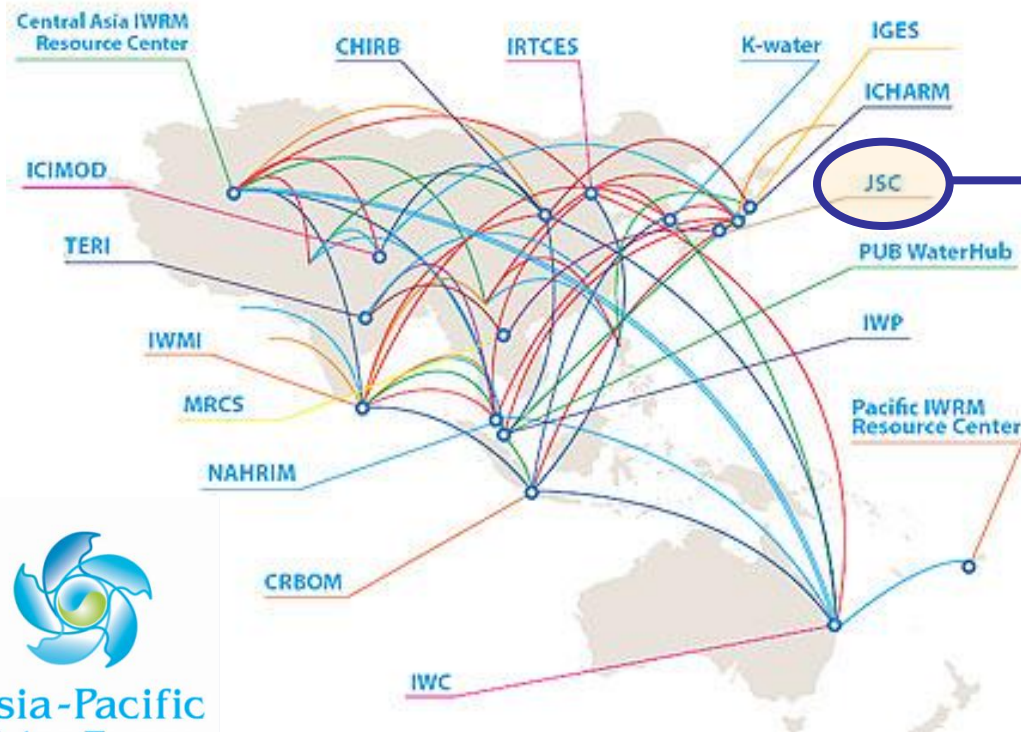 Central Asia IWRM
Resource Center
CHIRB
IRTCES
K-water
IGES
ICHARM
ICIMOD
JSC
TERI
PUB WaterHub
IWMI
IWP
MRCS
Pacific IWRM
Resource Center
NAHRIM
CRBOM
IWC
sia-Pacific